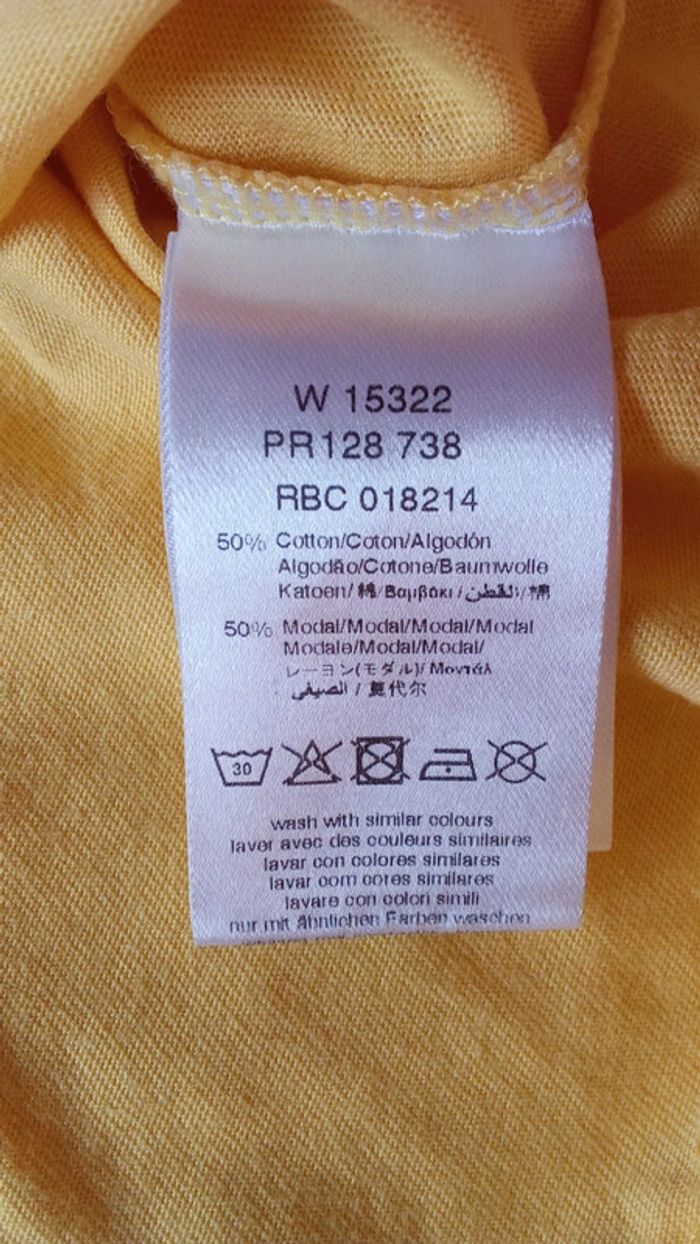 W 15322
PR128 738
RBC 018214
50% Cotton/Coton/Algodón
Algodão/Cotone/Baumwolle
Katoen/ 綿/Βαμβάκι / القطن/棉
50% Modal/Modal/Modal/Modal
Modale/Modal/Modal/
レーヨン(モダル)/ Μοντάλ
الصيفي / 莫代尔
30
wash with similar colours
laver avec des couleurs similaires
lavar con colores similares
lavar com cores similares
lavare con colori simili
nur mit ähnlichen Farben waschen